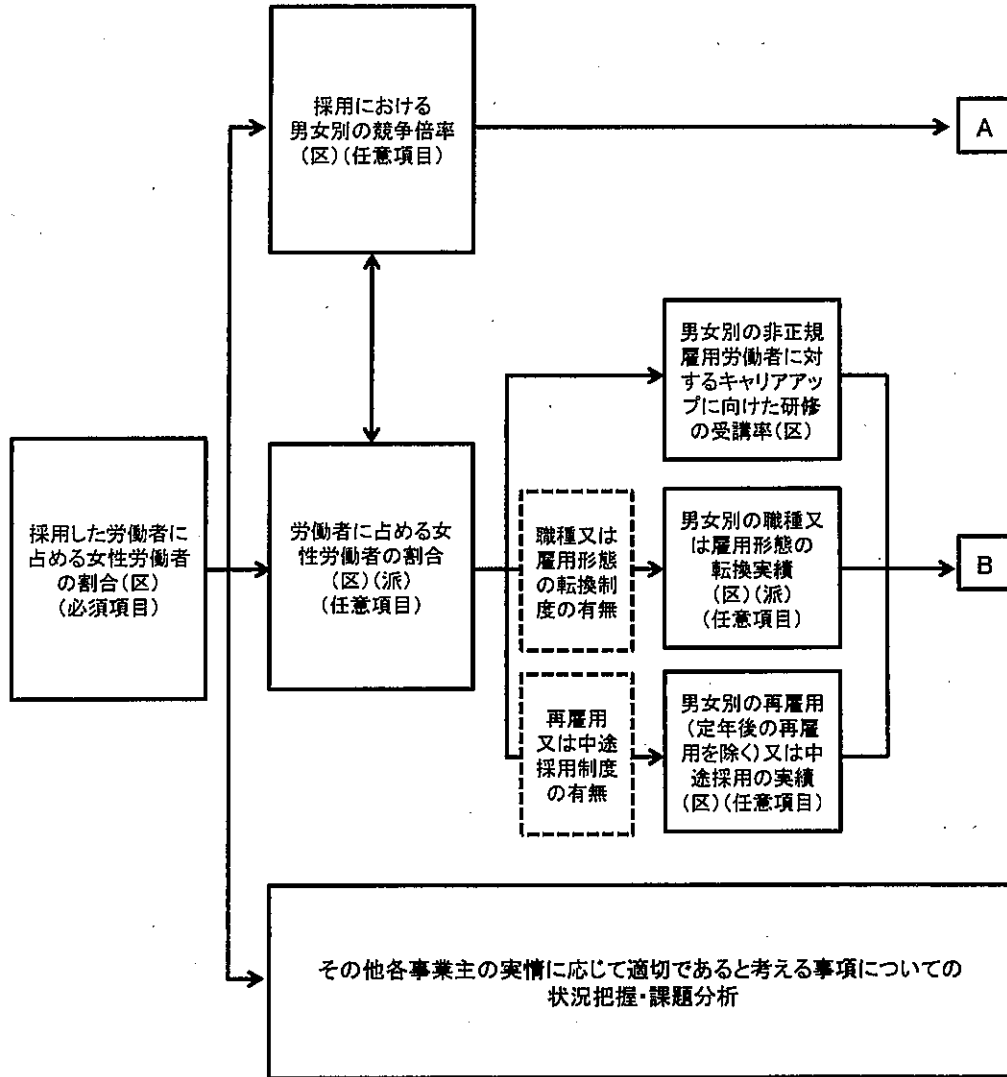 採用における
男女別の競争倍率
(区)(任意項目)
A
男女別の非正規
雇用労働者に対
するキャリアアッ
プに向けた研修
の受講率(区)
採用した労働者に
占める女性労働者
の割合(区)
(必須項目)
労働者に占める女
性労働者の割合
(区)(派)
(任意項目)
職種又は
雇用形態
の転換制
度の有無
男女別の職種又
は雇用形態の
転換実績
(区)(派)
(任意項目)
B
再雇用
又は中途
採用制度
の有無
男女別の再雇用
(定年後の再雇
用を除く)又は中
途採用の実績
(区)(任意項目)
その他各事業主の実情に応じて適切であると考える事項についての
状況把握・課題分析